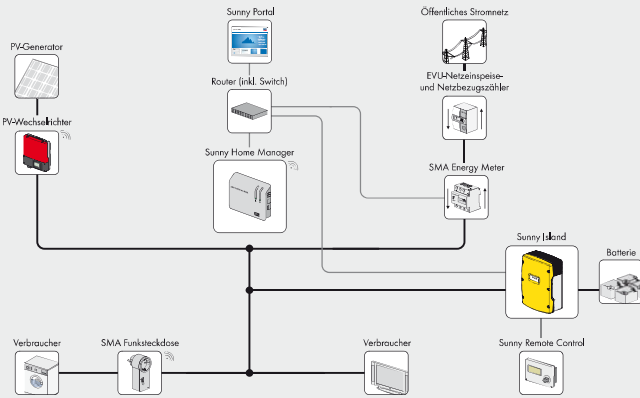 Sunny Portal
Öffentliches Stromnetz
PV-Generator
Router (inkl. Switch)
EVU-Netzeinspeise-
und Netzbezugszähler
PV-Wechselrichter
Sunny Home Manager
SMA Energy Meter
Sunny Island
Batterie
Verbraucher
SMA Funksteckdose
Verbraucher
Sunny Remote Control